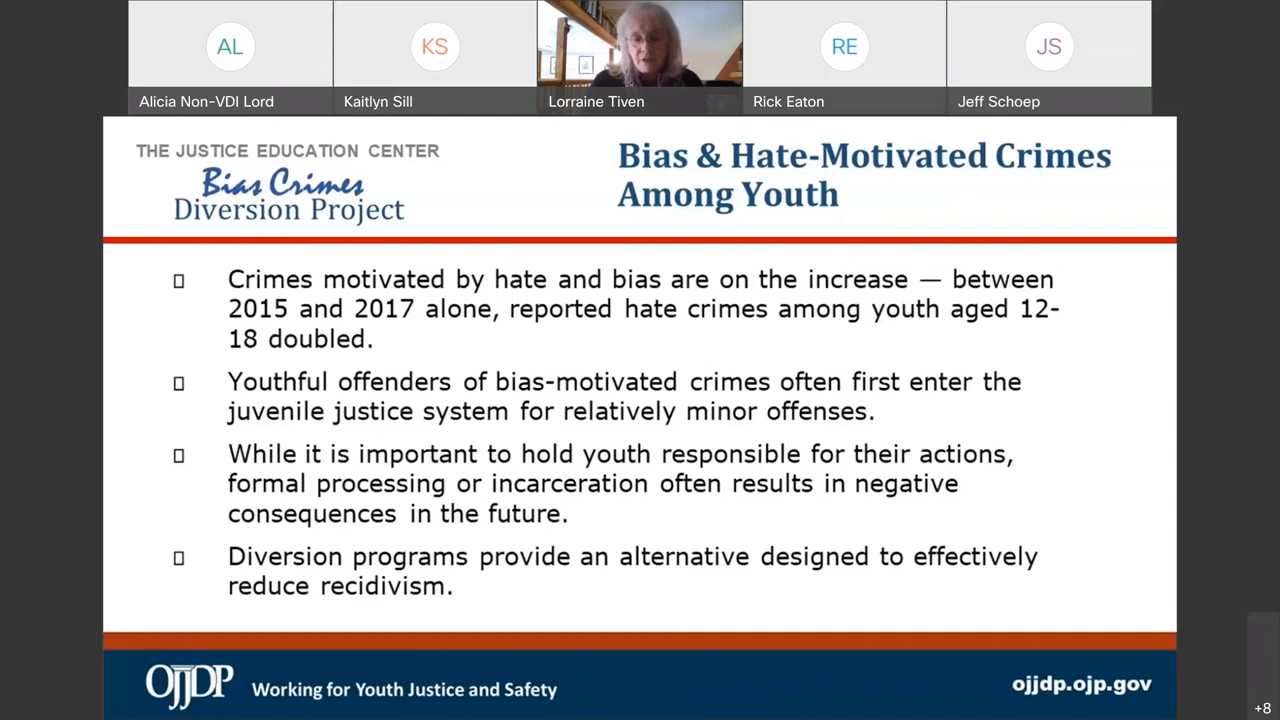 AL
KS
RE
JS
Alicia Non-VDI Lord
Kaitlyn Sill
Lorraine Tiven
Rick Eaton
Jeff Schoep
THE JUSTICE EDUCATION CENTER
Bias Crimes
Diversion Project
Bias & Hate-Motivated Crimes
Among Youth
Crimes motivated by hate and bias are on the increase — between
2015 and 2017 alone, reported hate crimes among youth aged 12-
18 doubled.
Youthful offenders of bias-motivated crimes often first enter the
juvenile justice system for relatively minor offenses.
While it is important to hold youth responsible for their actions,
formal processing or incarceration often results in negative
consequences in the future.
Diversion programs provide an alternative designed to effectively
reduce recidivism.
OJJDP
Working for Youth Justice and Safety
ojjdp.ojp.gov
+8